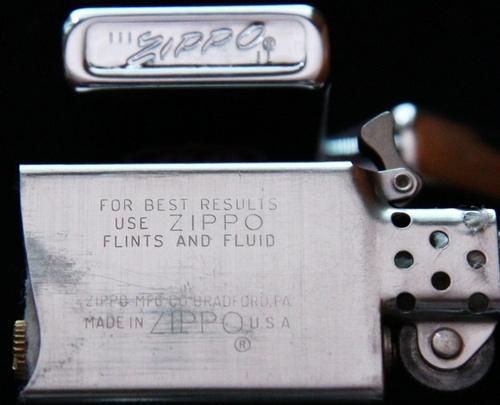 ||| ZIPPO ®
FOR BEST RESULTS
USE ZIPPO
FLINTS AND FLUID
ZIPPO MFG CO BRADFORD, PA
MADE IN ZIPPO U.S.A
®